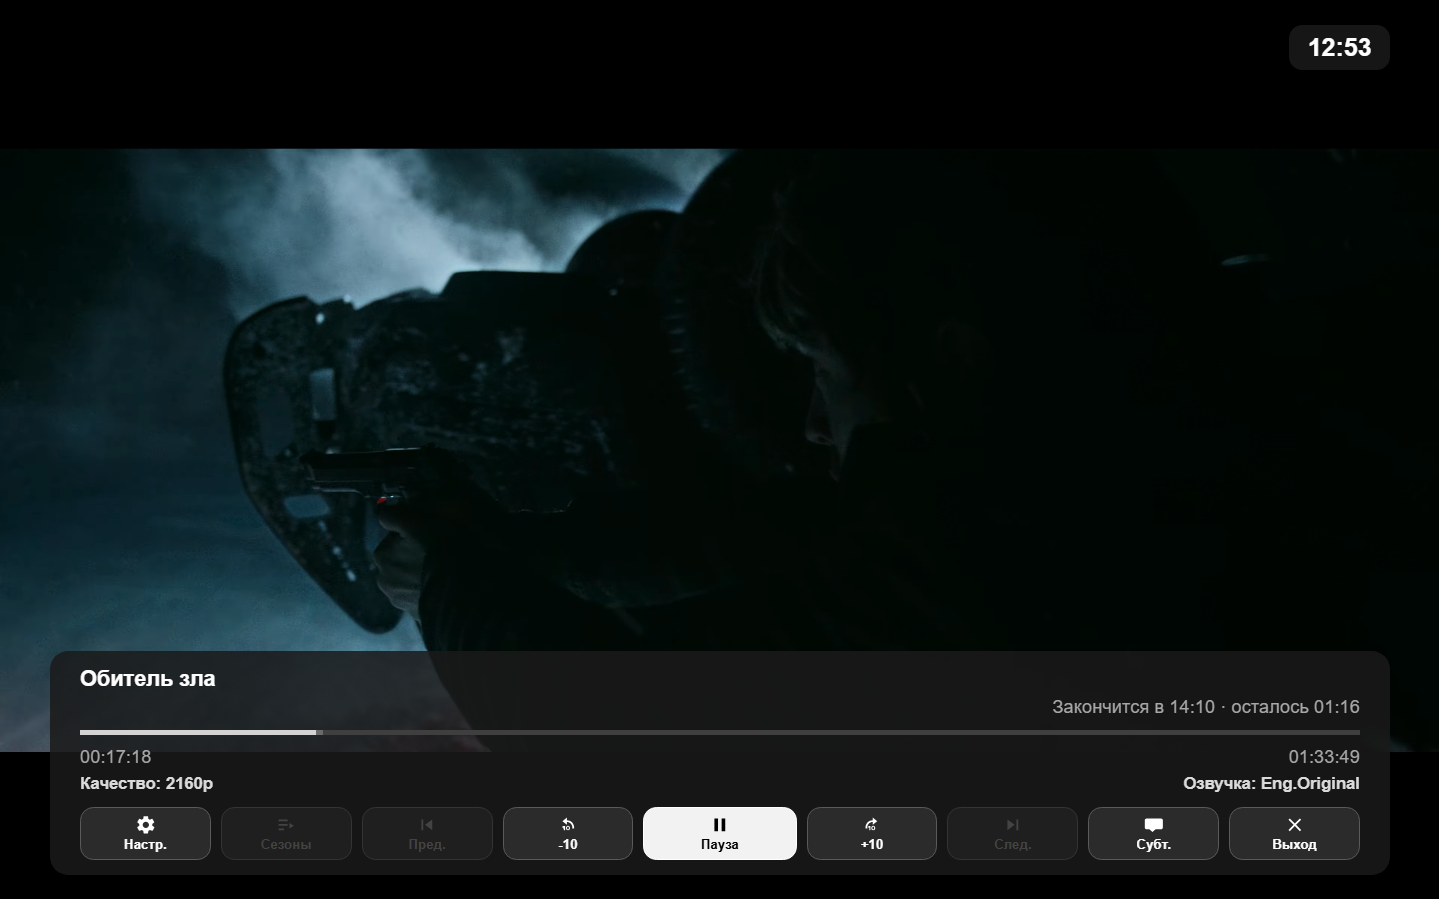 12:53
Обитель зла
Закончится в 14:10 · осталось 01:16
00:17:18 01:33:49
Качество: 2160p Озвучка: Eng.Original
Настр. Сезоны Пред. -10 Пауза +10 След. Субт. Выход